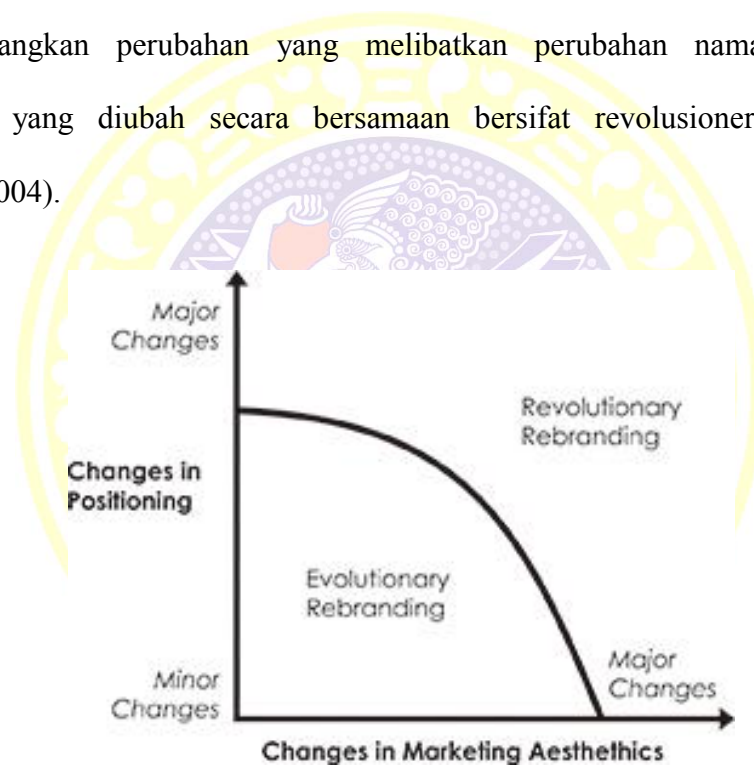 angkan perubahan yang melibatkan perubahan nama
yang diubah secara bersamaan bersifat revolusioner
004).
Major
Changes
Revolutionary
Rebranding
Changes in
Positioning
Evolutionary
Rebranding
Minor
Changes
Major
Changes
Changes in Marketing Aesthethics